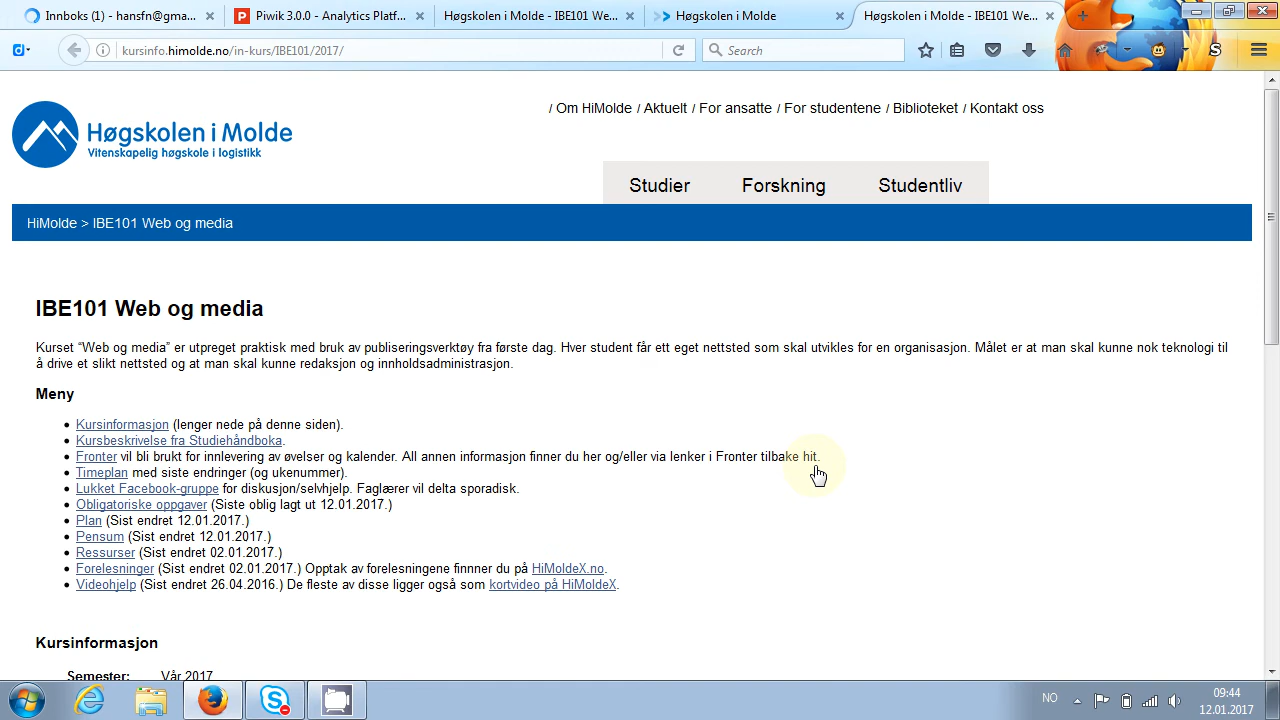 Innboks (1) - hansfn@gma...
Piwik 3.0.0 - Analytics Platf...
Høgskolen i Molde - IBE101 We...
Høgskolen i Molde
Høgskolen i Molde - IBE101 We...
kursinfo.himolde.no/in-kurs/IBE101/2017/
Search
/ Om HiMolde / Aktuelt / For ansatte / For studentene / Biblioteket / Kontakt oss
Høgskolen i Molde
Vitenskapelig høgskole i logistikk
Studier Forskning Studentliv
HiMolde > IBE101 Web og media
IBE101 Web og media
Kurset “Web og media” er utpreget praktisk med bruk av publiseringsverktøy fra første dag. Hver student får ett eget nettsted som skal utvikles for en organisasjon. Målet er at man skal kunne nok teknologi til
å drive et slikt nettsted og at man skal kunne redaksjon og innholdsadministrasjon.
Meny
Kursinformasjon (lenger nede på denne siden).
Kursbeskrivelse fra Studiehåndboka.
Fronter vil bli brukt for innlevering av øvelser og kalender. All annen informasjon finner du her og/eller via lenker i Fronter tilbake hit.
Timeplan med siste endringer (og ukenummer).
Lukket Facebook-gruppe for diskusjon/selvhjelp. Faglærer vil delta sporadisk.
Obligatoriske oppgaver (Siste oblig lagt ut 12.01.2017.)
Plan (Sist endret 12.01.2017.)
Pensum (Sist endret 12.01.2017.)
Ressurser (Sist endret 02.01.2017.)
Forelesninger (Sist endret 02.01.2017.) Opptak av forelesningene finnner du på HiMoldeX.no.
Videohjelp (Sist endret 26.04.2016.) De fleste av disse ligger også som kortvideo på HiMoldeX.
Kursinformasjon
Semester: Vår 2017
NO
09:44
12.01.2017